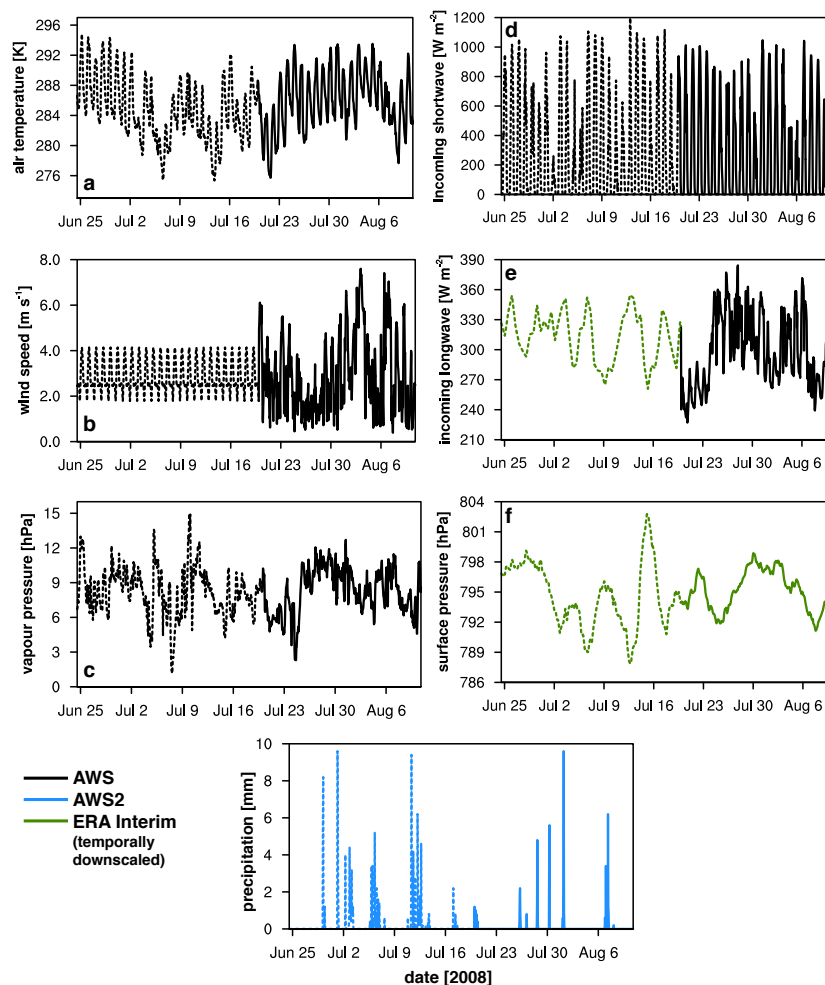 air temperature [K]
296
292
288
284
280
276
a
Jun 25 Jul 2 Jul 9 Jul 16 Jul 23 Jul 30 Aug 6
Incoming shortwave [W m-2]
1200
1000
800
600
400
200
0
d
Jun 25 Jul 2 Jul 9 Jul 16 Jul 23 Jul 30 Aug 6
wind speed [m s-1]
8.0
6.0
4.0
2.0
0.0
b
Jun 25 Jul 2 Jul 9 Jul 16 Jul 23 Jul 30 Aug 6
incoming longwave [W m-2]
390
360
330
300
270
240
210
e
Jun 25 Jul 2 Jul 9 Jul 16 Jul 23 Jul 30 Aug 6
vapour pressure [hPa]
15
12
9
6
3
0
c
Jun 25 Jul 2 Jul 9 Jul 16 Jul 23 Jul 30 Aug 6
surface pressure [hPa]
804
801
798
795
792
789
786
f
Jun 25 Jul 2 Jul 9 Jul 16 Jul 23 Jul 30 Aug 6
AWS
AWS2
ERA Interim
(temporally
downscaled)
precipitation [mm]
10
8
6
4
2
0
Jun 25 Jul 2 Jul 9 Jul 16 Jul 23 Jul 30 Aug 6
date [2008]